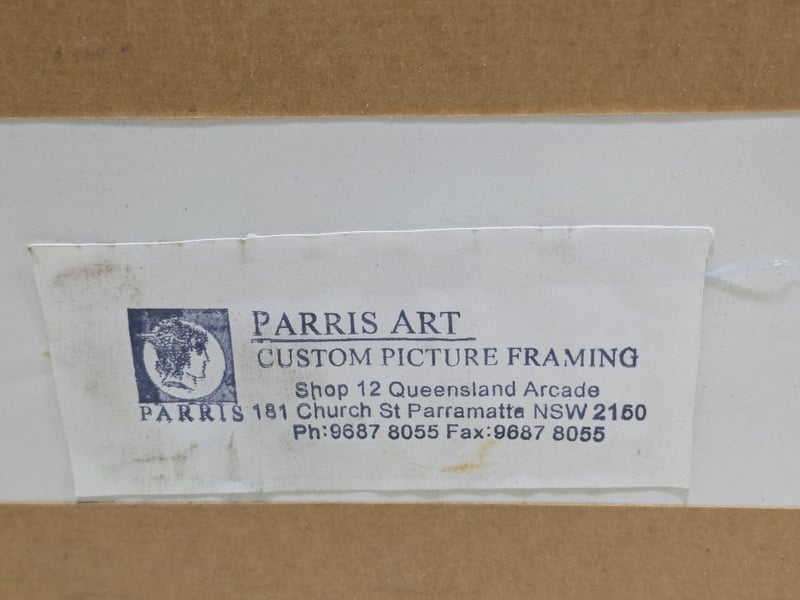 PARRIS ART
CUSTOM PICTURE FRAMING
Shop 12 Queensland Arcade
PARRIS 181 Church St Parramatta NSW 2150
Ph:9687 8055 Fax:9687 8055